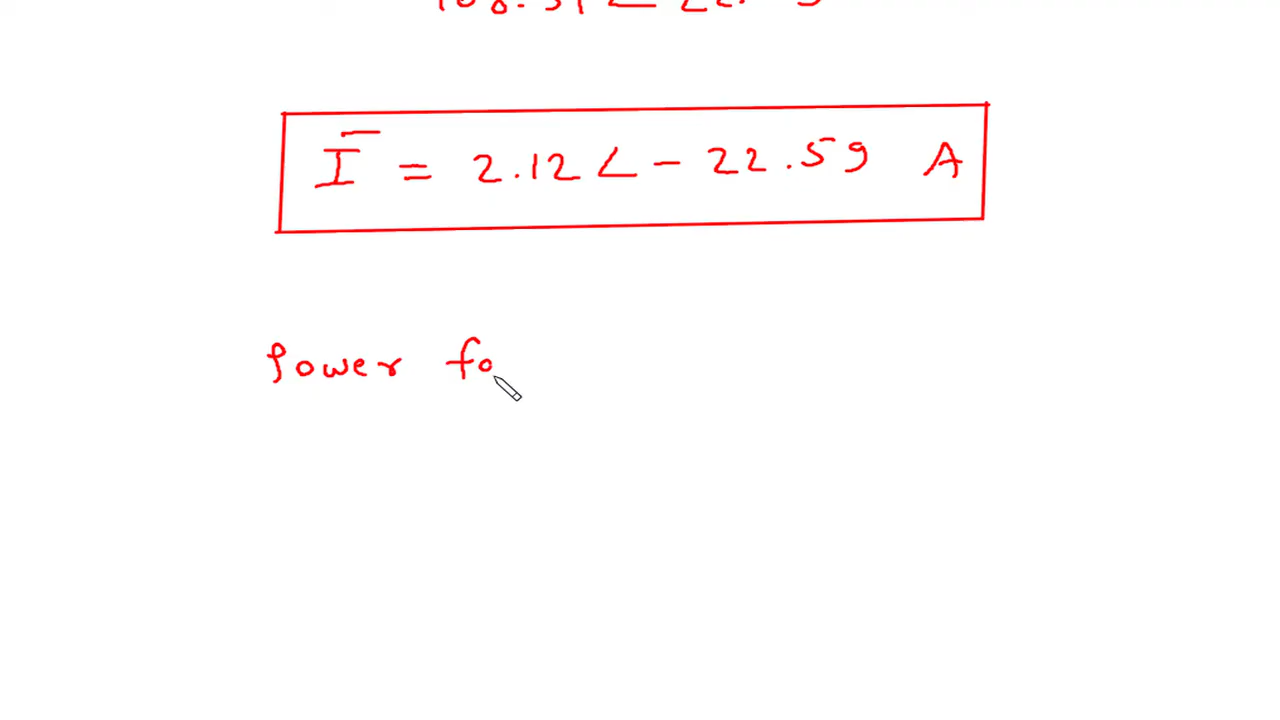 I̅ = 2.12∠-22.59 A
Power fo